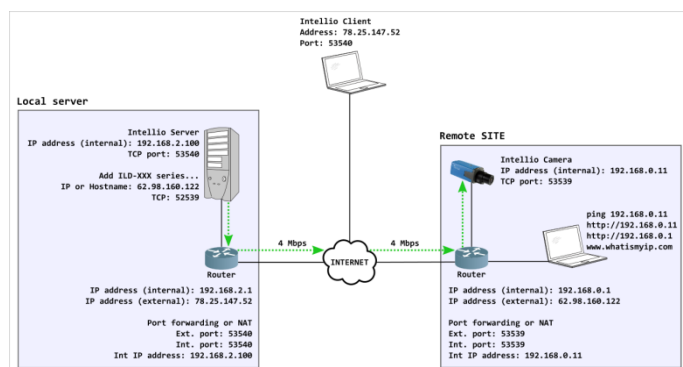 Intellio Client
Address: 78.25.147.52
Port: 53540
Local server
Intellio Server
IP address (internal): 192.168.2.100
TCP port: 53540
Add ILD-XXX series...
IP or Hostname: 62.98.160.122
TCP: 52539
4 Mbps
Router
IP address (internal): 192.168.2.1
IP address (external): 78.25.147.52
Port forwarding or NAT
Ext. port: 53540
Int. port: 53540
Int IP address: 192.168.2.100
INTERNET
Remote SITE
Intellio Camera
IP address (internal): 192.168.0.11
TCP port: 53539
ping 192.168.0.11
http://192.168.0.11
http://192.168.0.1
www.whatismyip.com
4 Mbps
Router
IP address (internal): 192.168.0.1
IP address (external): 62.98.160.122
Port forwarding or NAT
Ext. port: 53539
Int. port: 53539
Int IP address: 192.168.0.11